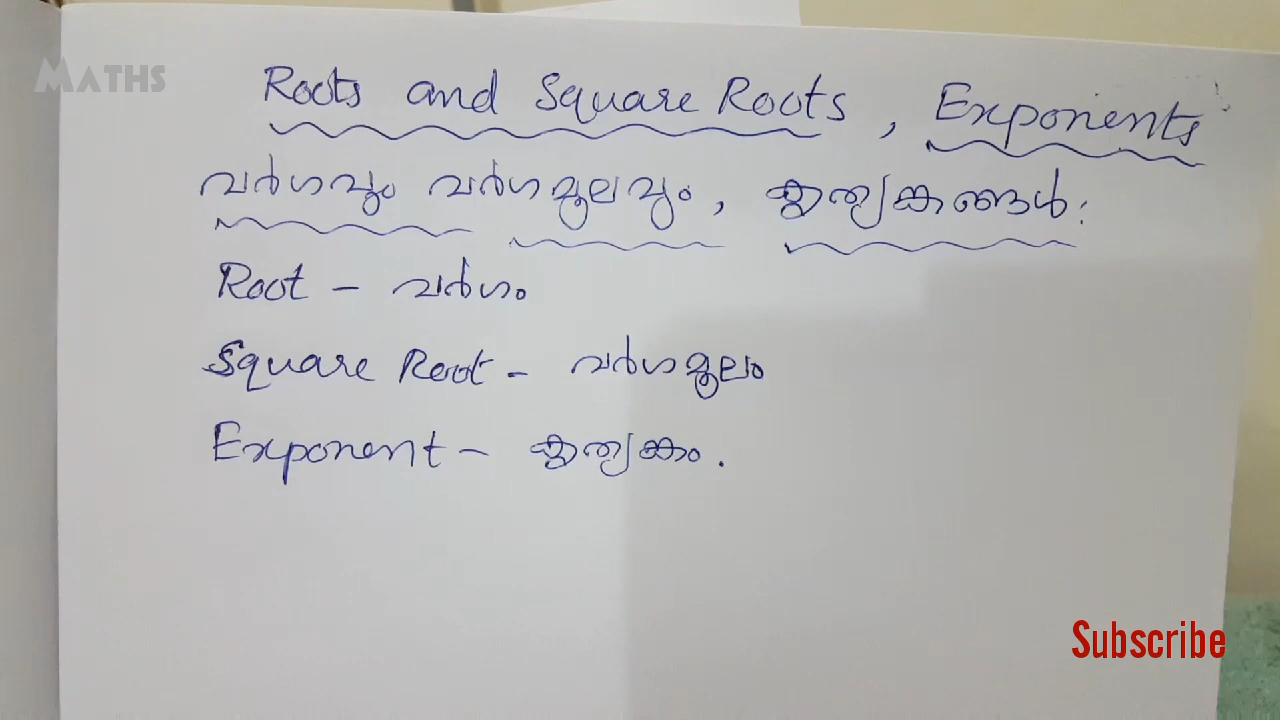 MATHS
Roots and Square Roots, Exponents
വർഗവും വർഗമൂലവും, കൃത്യങ്കങ്ങൾ:
Root - വർഗം
Square Root - വർഗമൂലം
Exponent - കൃത്യങ്കം.
Subscribe